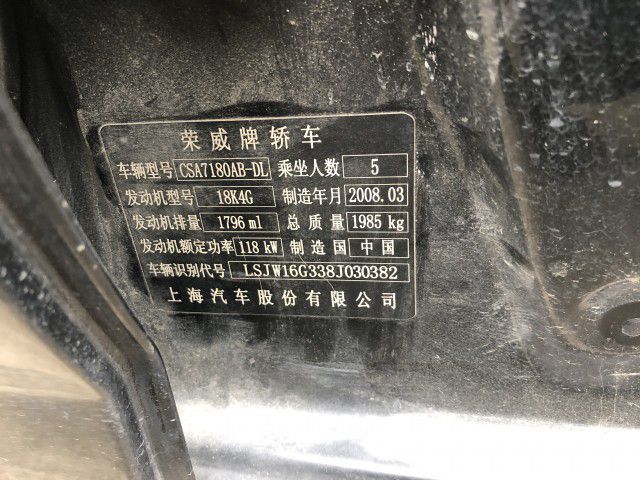 荣威牌轿车
车辆型号 CSA7180AB-DL 乘坐人数 5
发动机型号 18K4G 制造年月 2008.03
发动机排量 1796 ml 总质量 1985 kg
发动机额定功率 118 kW 制造国 中国
车辆识别代号 LSJW16G338J030382
上海汽车股份有限公司